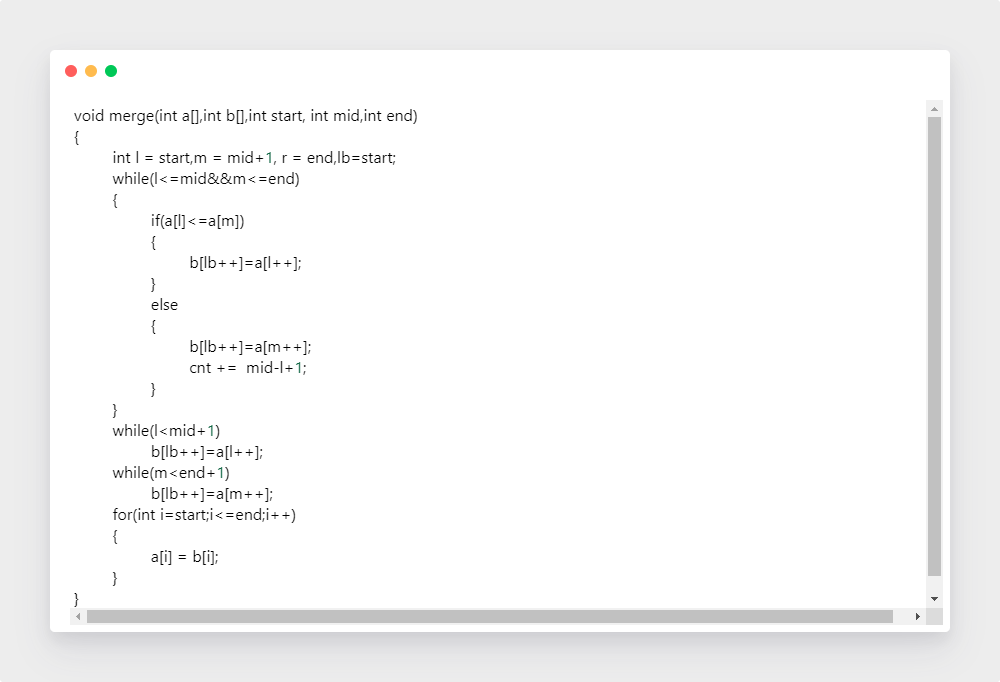 void merge(int a[],int b[],int start, int mid,int end)
{
int l = start,m = mid+1, r = end,lb=start;
while(l<=mid&&m<=end)
{
if(a[l]<=a[m])
{
b[lb++]=a[l++];
}
else
{
b[lb++]=a[m++];
cnt +=  mid-l+1;
}
}
while(l<mid+1)
b[lb++]=a[l++];
while(m<end+1)
b[lb++]=a[m++];
for(int i=start;i<=end;i++)
{
a[i] = b[i];
}
}